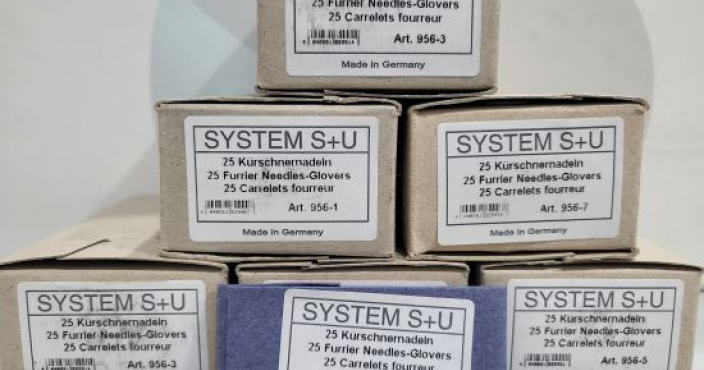 25 Furrier Needles-Glovers
25 Carrelets fourreur
Art. 956-3
Made in Germany
SYSTEM S+U
25 Kürschnernadeln
25 Furrier Needles-Glovers
25 Carrelets fourreur
Art. 956-1
Made in Germany
SYSTEM S+U
25 Kürschnernadeln
25 Furrier Needles-Glovers
25 Carrelets fourreur
Art. 956-7
Made in Germany
SYSTEM S+U
25 Kürschnernadeln
25 Furrier Needles-Glovers
25 Carrelets fourreur
Art. 956-3
SYSTEM S+U
25 Kürschnernadeln
25 Furrier Needles-Glovers
25 Carrelets fourreur
SYSTEM S+U
25 Kürschnernadeln
25 Furrier Needles-Glovers
25 Carrelets fourreur
Art. 956-5